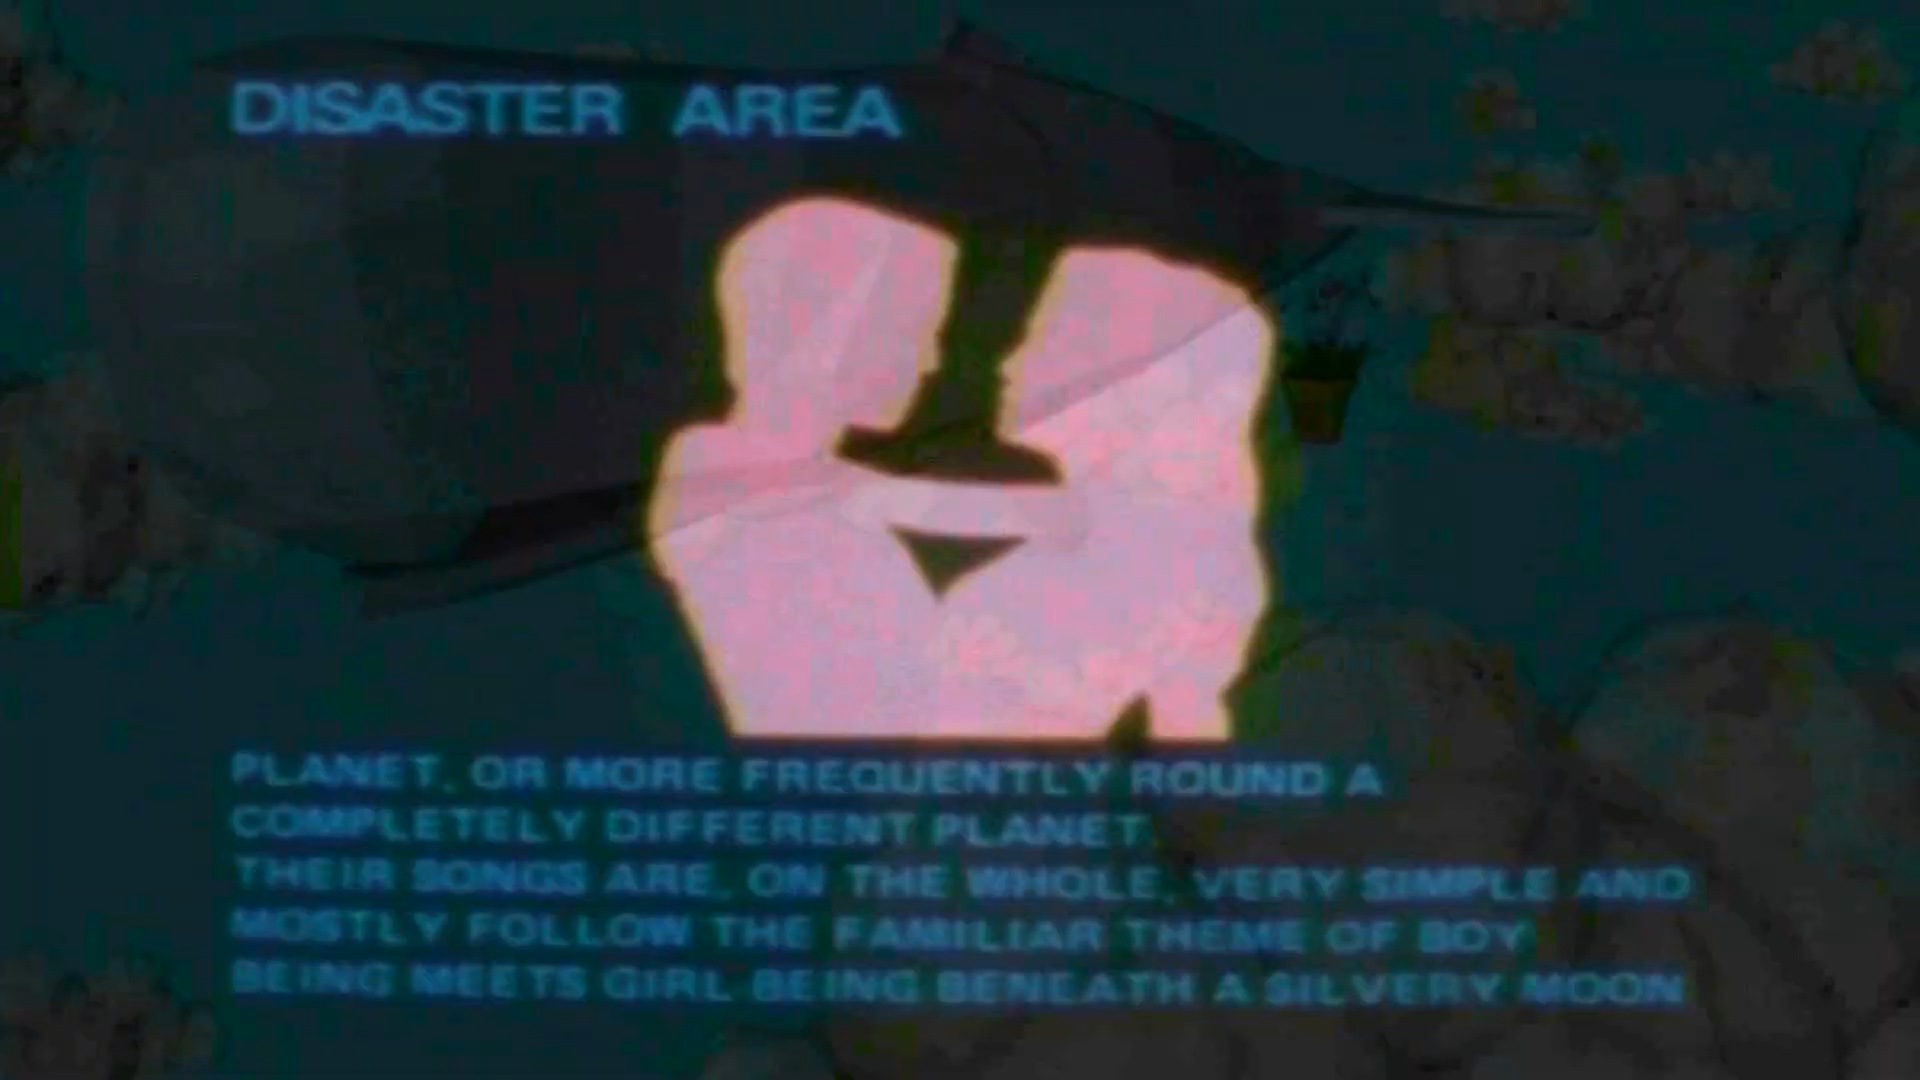 DISASTER AREA
PLANET, OR MORE FREQUENTLY ROUND A
COMPLETELY DIFFERENT PLANET.
THEIR SONGS ARE, ON THE WHOLE, VERY SIMPLE AND
MOSTLY FOLLOW THE FAMILIAR THEME OF BOY
BEING MEETS GIRL BEING BENEATH A SILVERY MOON